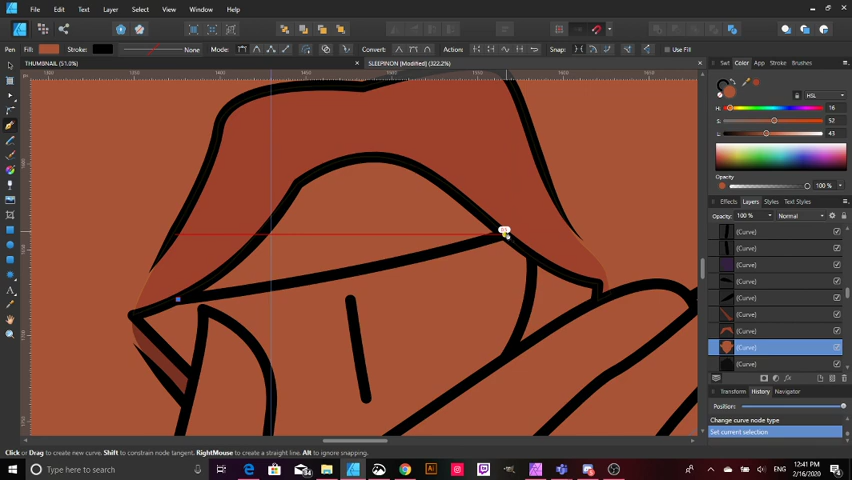 File Edit Text Layer Select View Window Help
Pen Fill: Stroke: None Mode: Convert: Action: Snap: Use Fill
THUMBNAIL (51.0%) × SLEEPINON [Modified] (322.2%) ×
px
Swt Color App Stroke Brushes
HSL
H: 16
S: 52
L: 43
Opacity
100 %
Effects Layers Styles Text Styles
Opacity: 100 % Normal
(Curve)
(Curve)
(Curve)
(Curve)
(Curve)
(Curve)
(Curve)
(Curve)
(Curve)
Transform History Navigator
Position:
Change curve node type
Set current selection
Click or Drag to create new curve. Shift to constrain node tangent. RightMouse to create a straight line. Alt to ignore snapping.
Type here to search
ENG
12:41 PM
2/16/2020